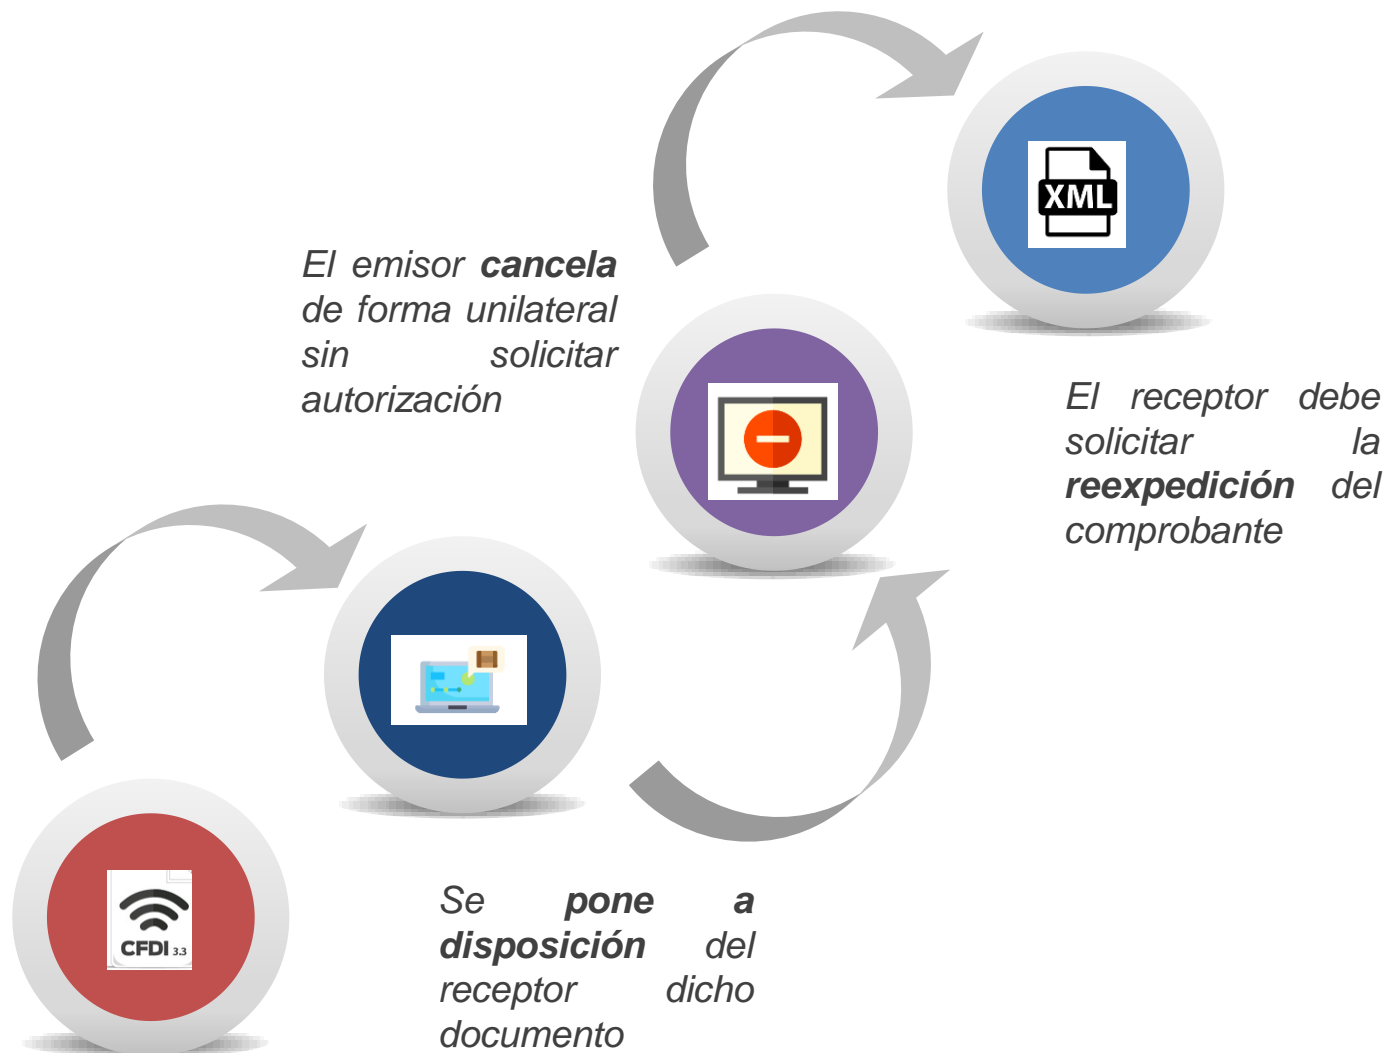 XML
El emisor cancela
de forma unilateral
sin solicitar
autorización
El receptor debe
solicitar la
reexpedición del
comprobante
CFDI 3.3
Se pone a
disposición del
receptor dicho
documento